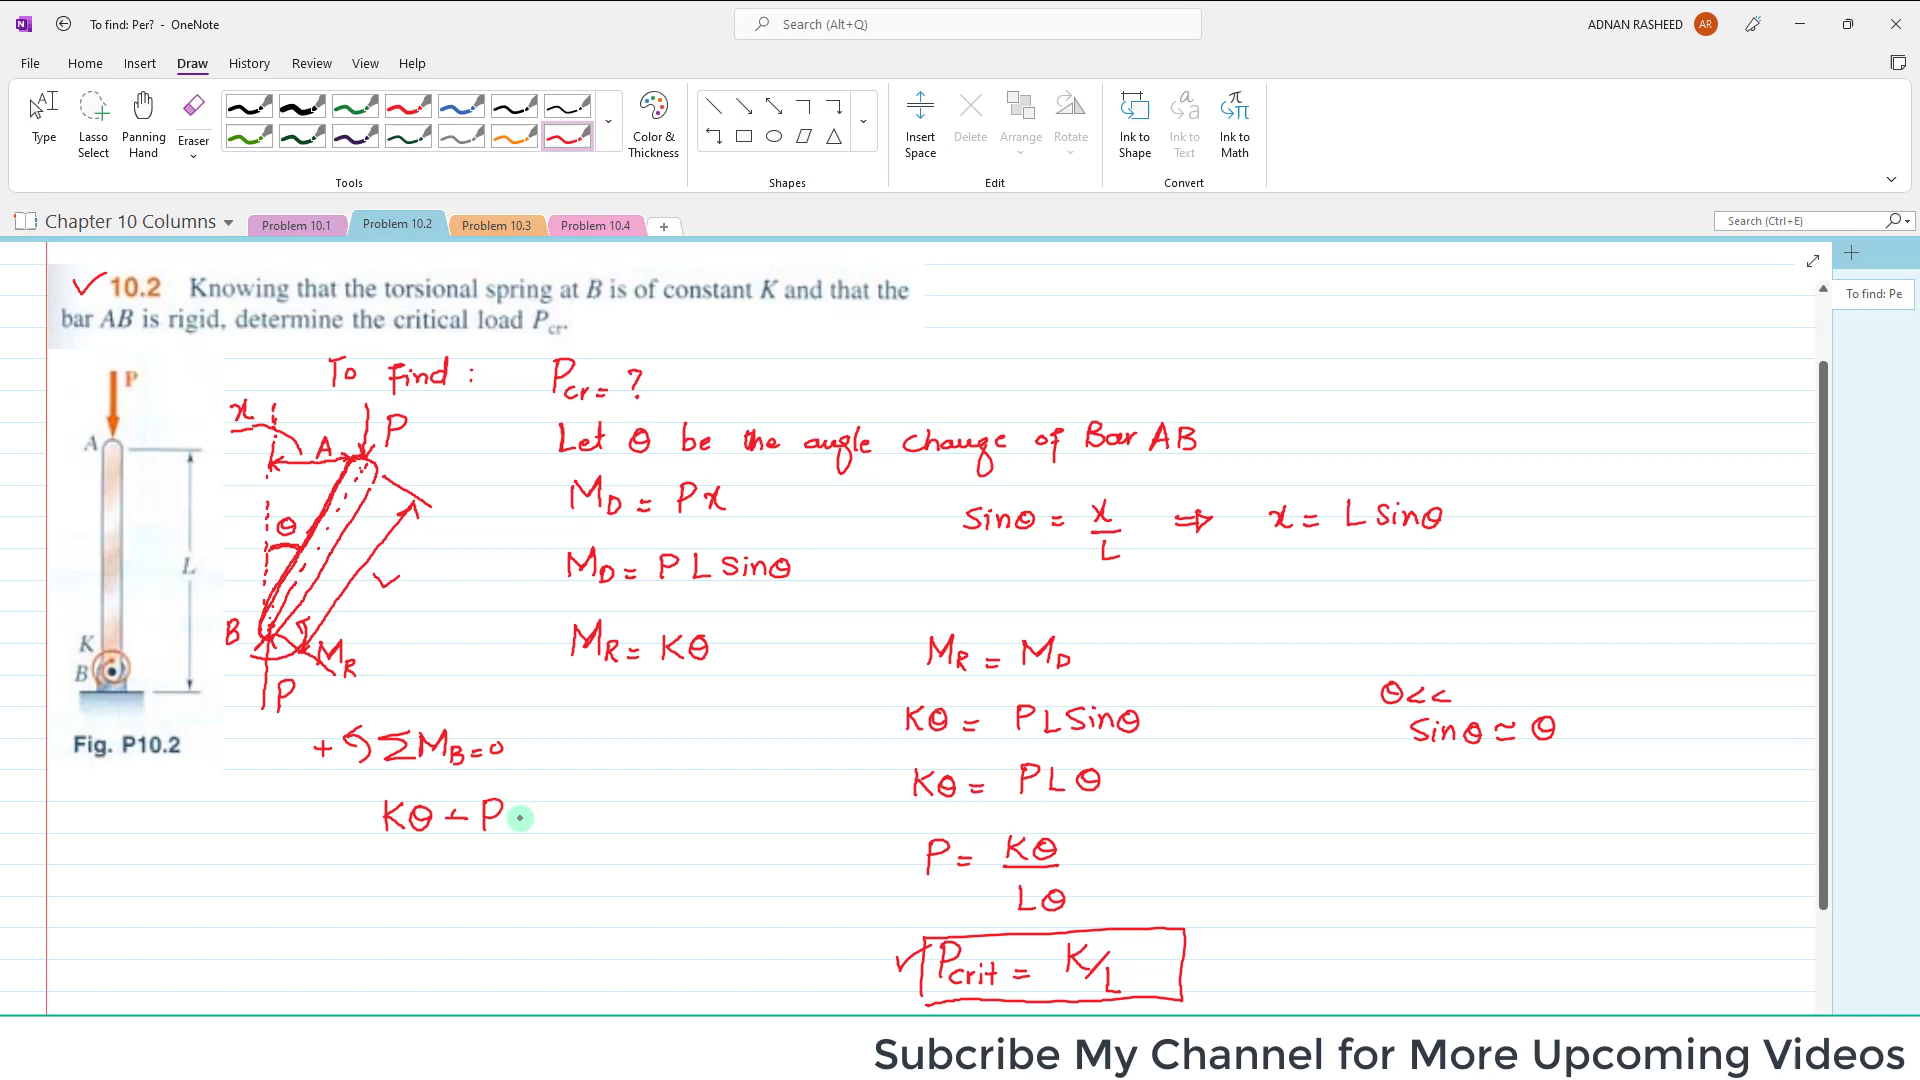 To find: Pcr? - OneNote
Search (Alt+Q)
ADNAN RASHEED
AR
File Home Insert Draw History Review View Help
Type
Lasso Select
Panning Hand
Eraser
Color & Thickness
Insert Space
Delete
Arrange
Rotate
Ink to Shape
Ink to Text
Ink to Math
Tools
Shapes
Edit
Convert
Chapter 10 Columns
Problem 10.1
Problem 10.2
Problem 10.3
Problem 10.4
Search (Ctrl+E)
To find: Pe
10.2 Knowing that the torsional spring at B is of constant K and that the
bar AB is rigid, determine the critical load Pcr.
P
A
L
K
B
Fig. P10.2
To find : Pcr = ?
x
A
P
θ
L
B
MR
P
Let θ be the angle change of Bar AB
MD = Px
Sinθ = x/L ⇒ x = L Sinθ
MD = P L Sinθ
MR = Kθ
MR = MD
θ<<
Kθ = P L Sinθ
Sinθ ≃ θ
+ ↺ ΣMB = 0
Kθ = P L θ
Kθ - P
P = Kθ/Lθ
Pcrit = K/L
Subcribe My Channel for More Upcoming Videos